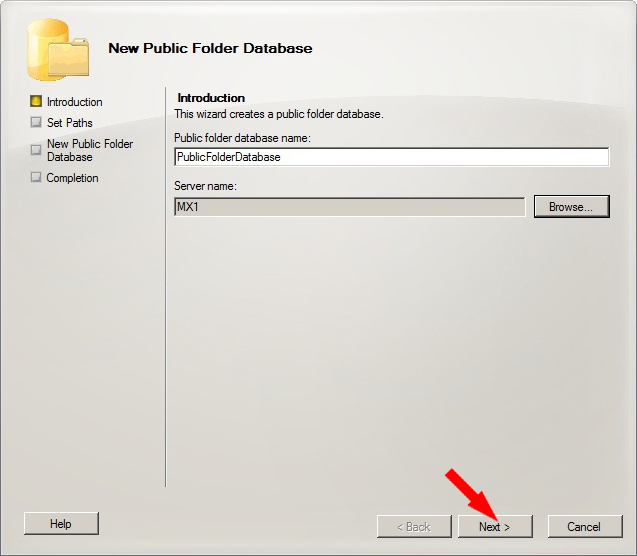 New Public Folder Database
Introduction
Set Paths
New Public Folder
Database
Completion
Introduction
This wizard creates a public folder database.
Public folder database name:
PublicFolderDatabase
Server name:
MX1
Browse...
Help
< Back
Next >
Cancel